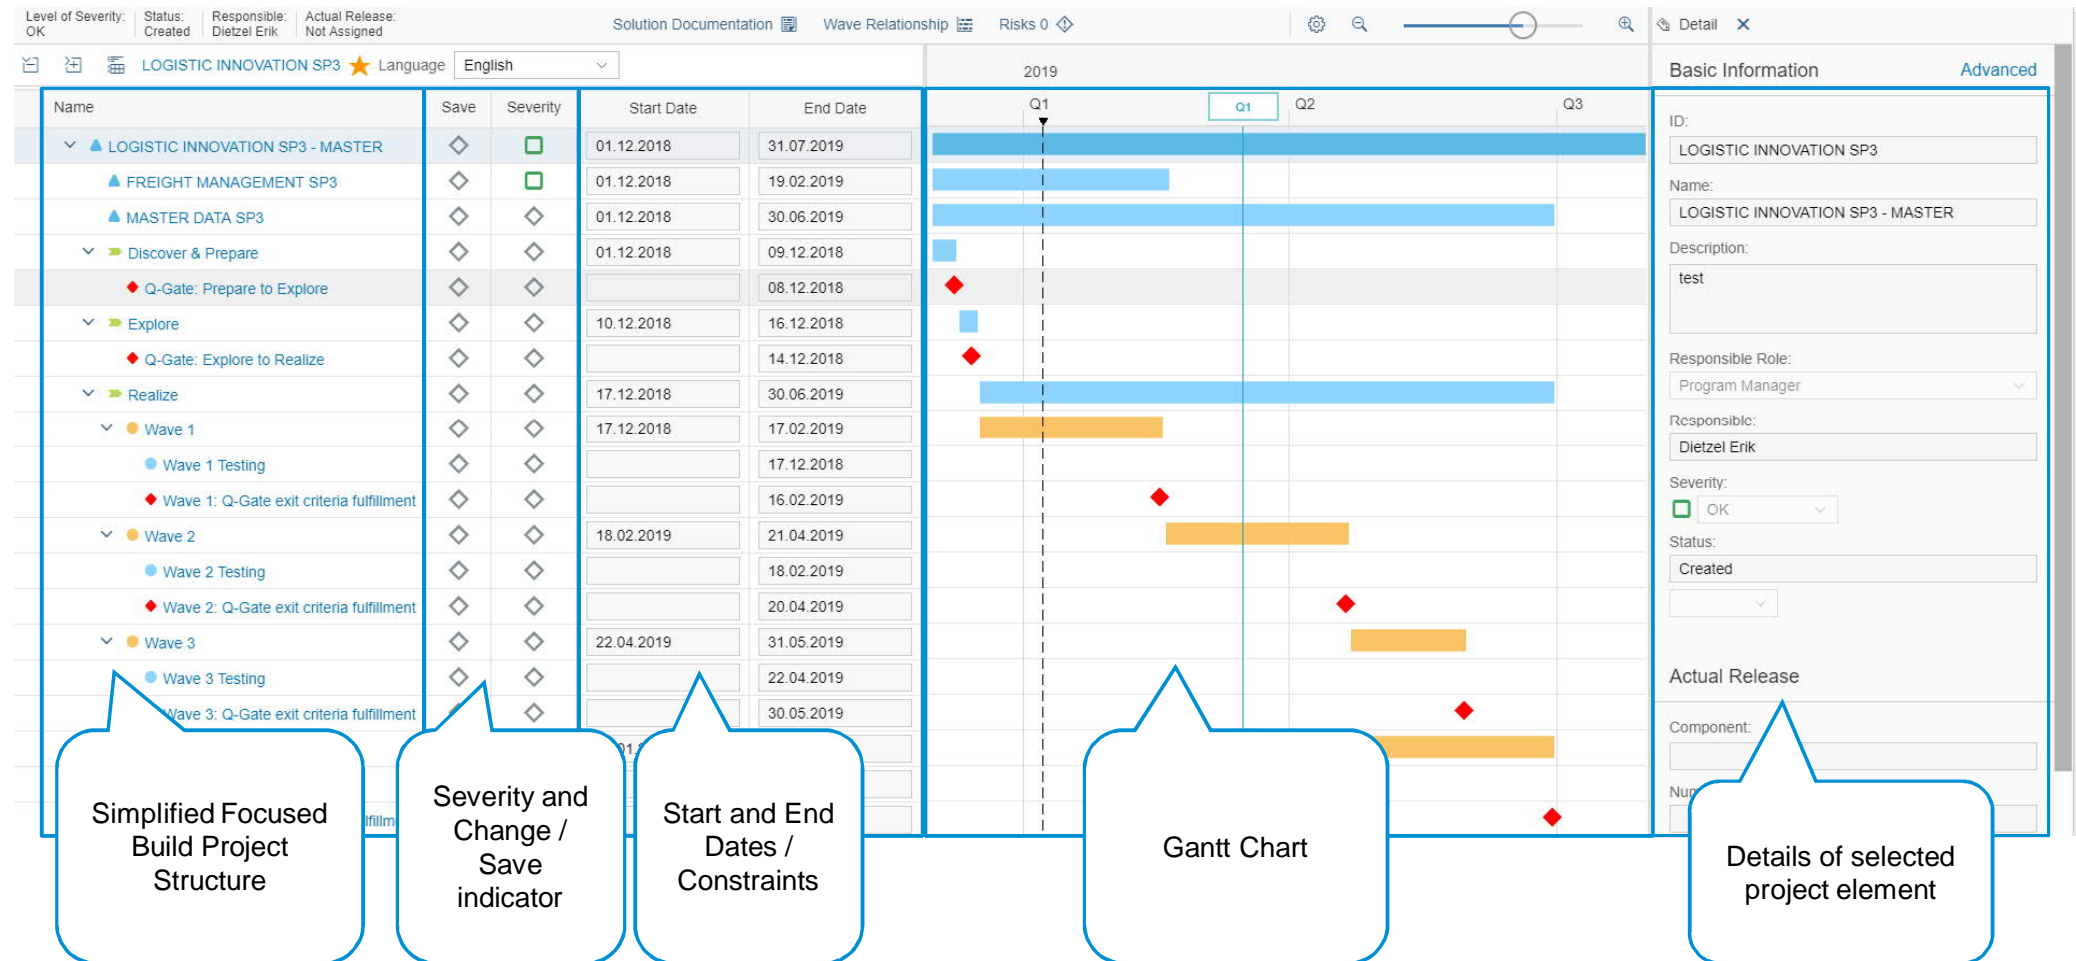 Level of Severity: Status: Responsible: Actual Release:
OK Created Dietzel Erik Not Assigned
Solution Documentation Wave Relationship Risks 0
Detail X
LOGISTIC INNOVATION SP3 Language English
2019
Basic Information Advanced
Name Save Severity Start Date End Date
Q1 Q1 Q2 Q3
LOGISTIC INNOVATION SP3 - MASTER 01.12.2018 31.07.2019
FREIGHT MANAGEMENT SP3 01.12.2018 19.02.2019
MASTER DATA SP3 01.12.2018 30.06.2019
Discover & Prepare 01.12.2018 09.12.2018
Q-Gate: Prepare to Explore 08.12.2018
Explore 10.12.2018 16.12.2018
Q-Gate: Explore to Realize 14.12.2018
Realize 17.12.2018 30.06.2019
Wave 1 17.12.2018 17.02.2019
Wave 1 Testing 17.12.2018
Wave 1: Q-Gate exit criteria fulfillment 16.02.2019
Wave 2 18.02.2019 21.04.2019
Wave 2 Testing 18.02.2019
Wave 2: Q-Gate exit criteria fulfillment 20.04.2019
Wave 3 22.04.2019 31.05.2019
Wave 3 Testing 22.04.2019
Wave 3: Q-Gate exit criteria fulfillment 30.05.2019
ID:
LOGISTIC INNOVATION SP3
Name:
LOGISTIC INNOVATION SP3 - MASTER
Description:
test
Responsible Role:
Program Manager
Responsible:
Dietzel Erik
Severity:
OK
Status:
Created
Actual Release
Component:
Simplified Focused
Build Project
Structure
Severity and
Change /
Save
indicator
Start and End
Dates /
Constraints
Gantt Chart
Details of selected
project element